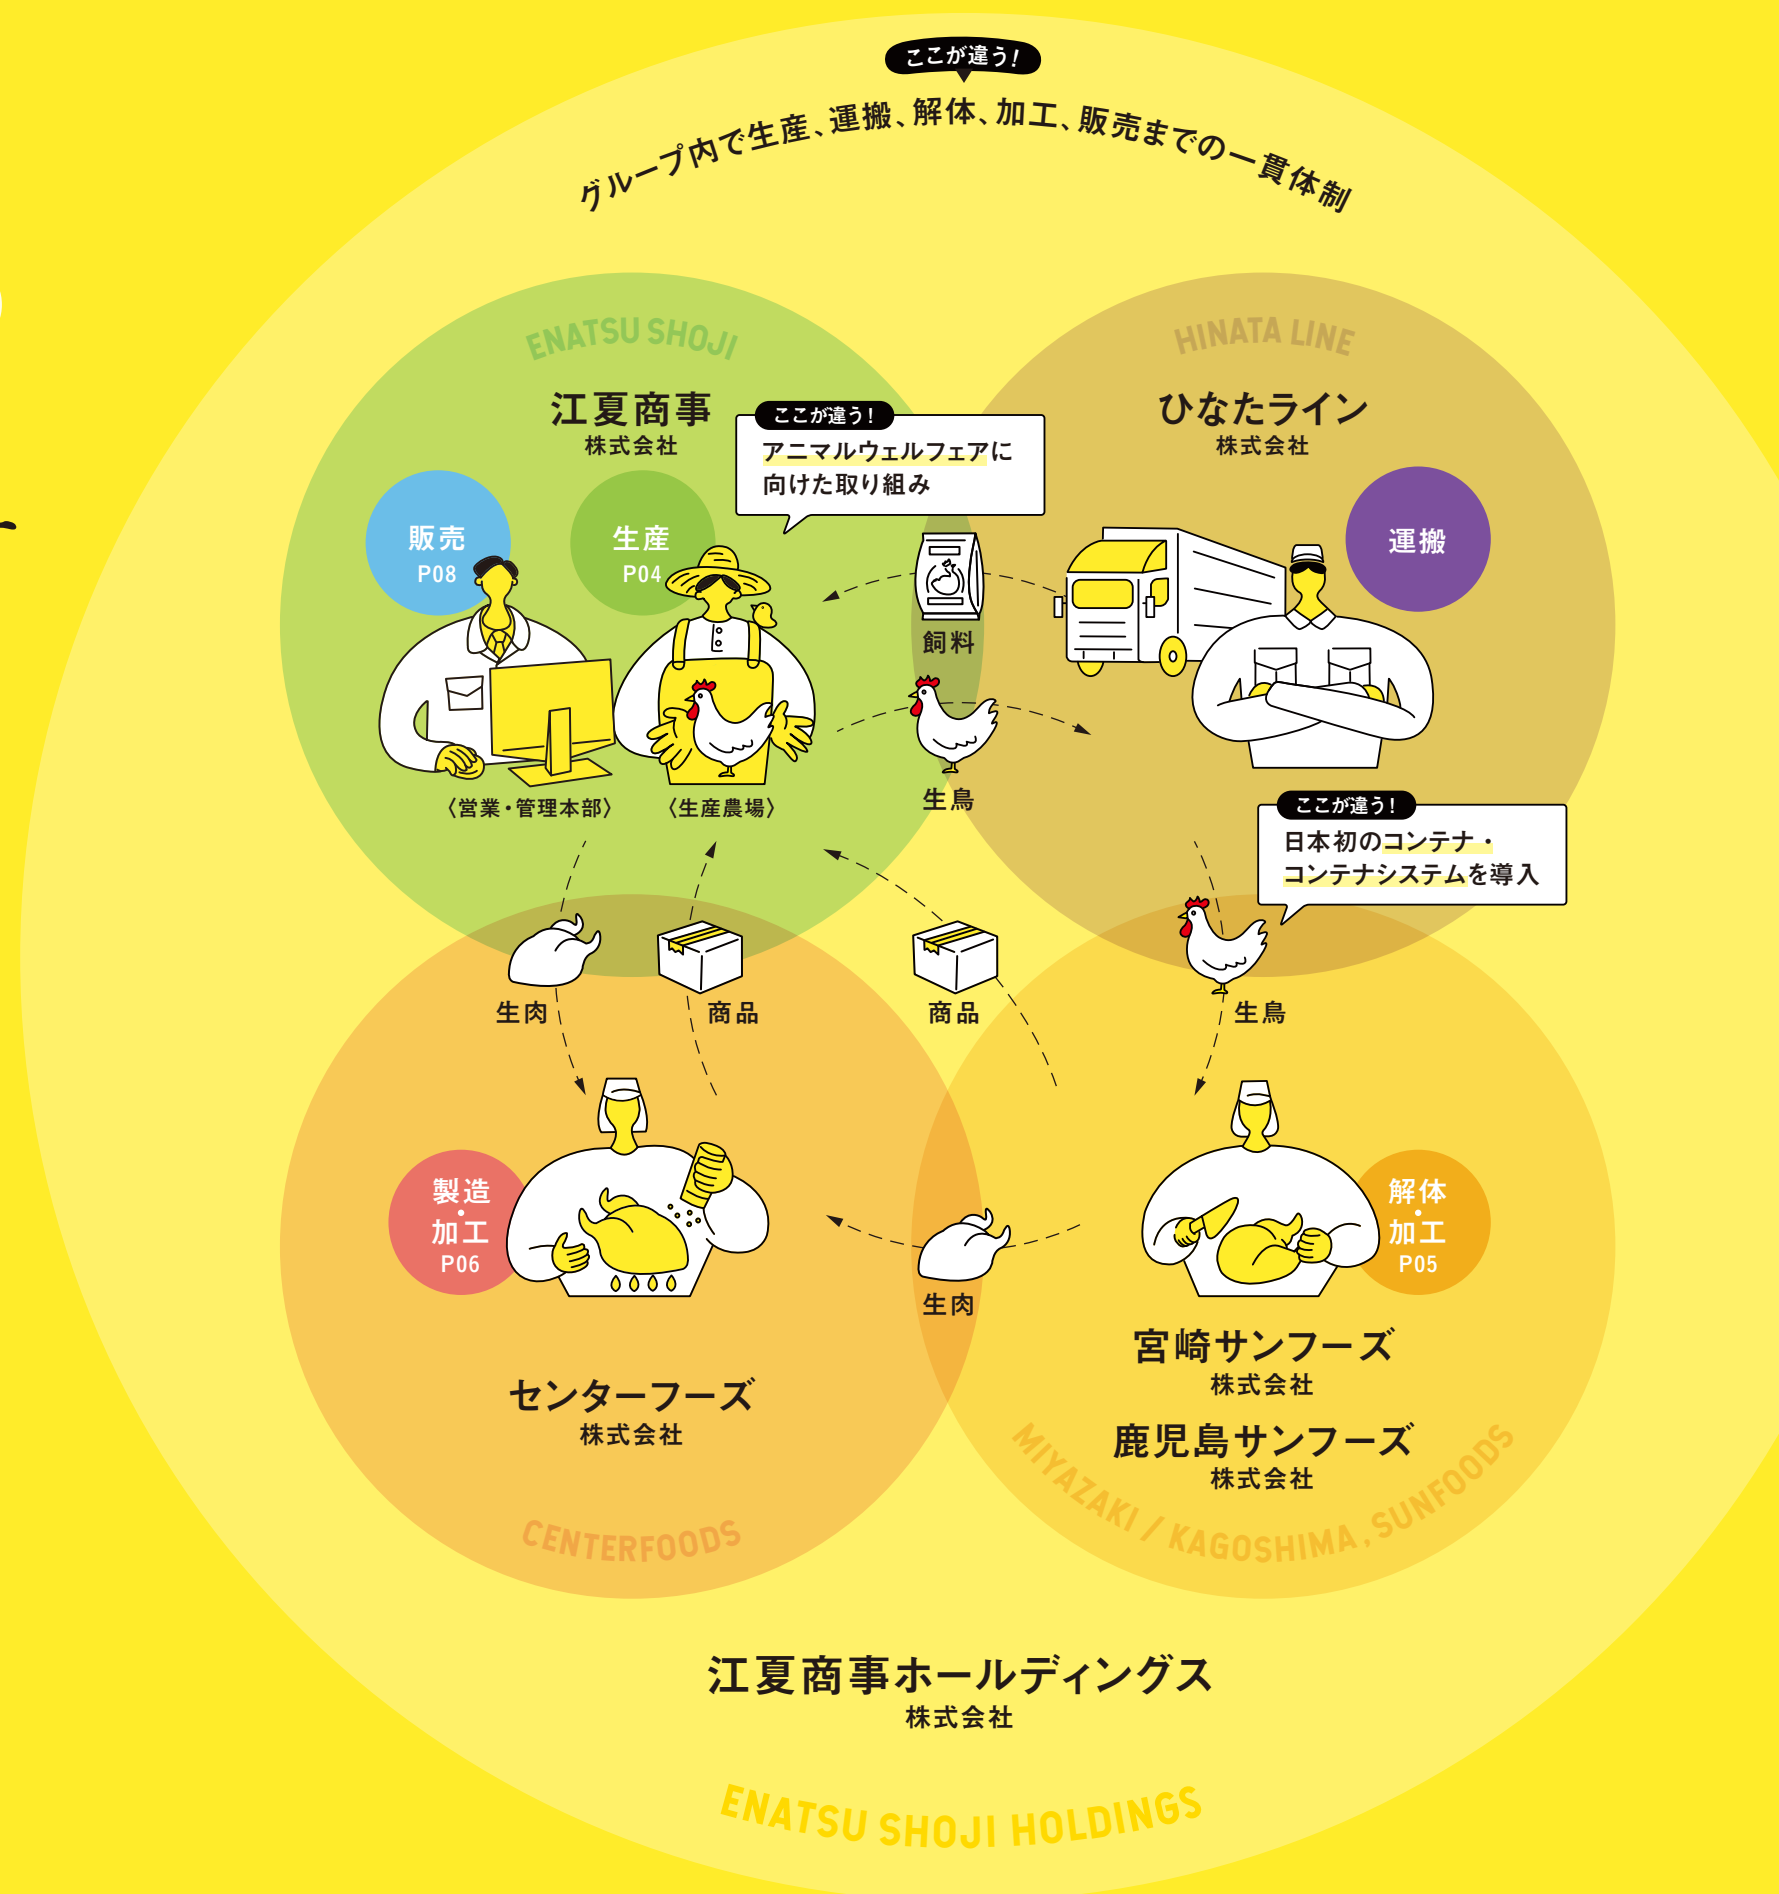 ここが違う!
グループ内で生産、運搬、解体、加工、販売までの一貫体制
ENATSU SHOJI
江夏商事
株式会社
販売
P08
生産
P04
ここが違う!
アニマルウェルフェアに
向けた取り組み
〈営業・管理本部〉
〈生産農場〉
HINATA LINE
ひなたライン
株式会社
運搬
飼料
生鳥
ここが違う!
日本初のコンテナ・
コンテナシステムを導入
生肉
商品
商品
生鳥
製造
・
加工
P06
生肉
解体
・
加工
P05
センターフーズ
株式会社
CENTERFOODS
宮崎サンフーズ
株式会社
鹿児島サンフーズ
株式会社
MIYAZAKI / KAGOSHIMA, SUNFOODS
江夏商事ホールディングス
株式会社
ENATSU SHOJI HOLDINGS